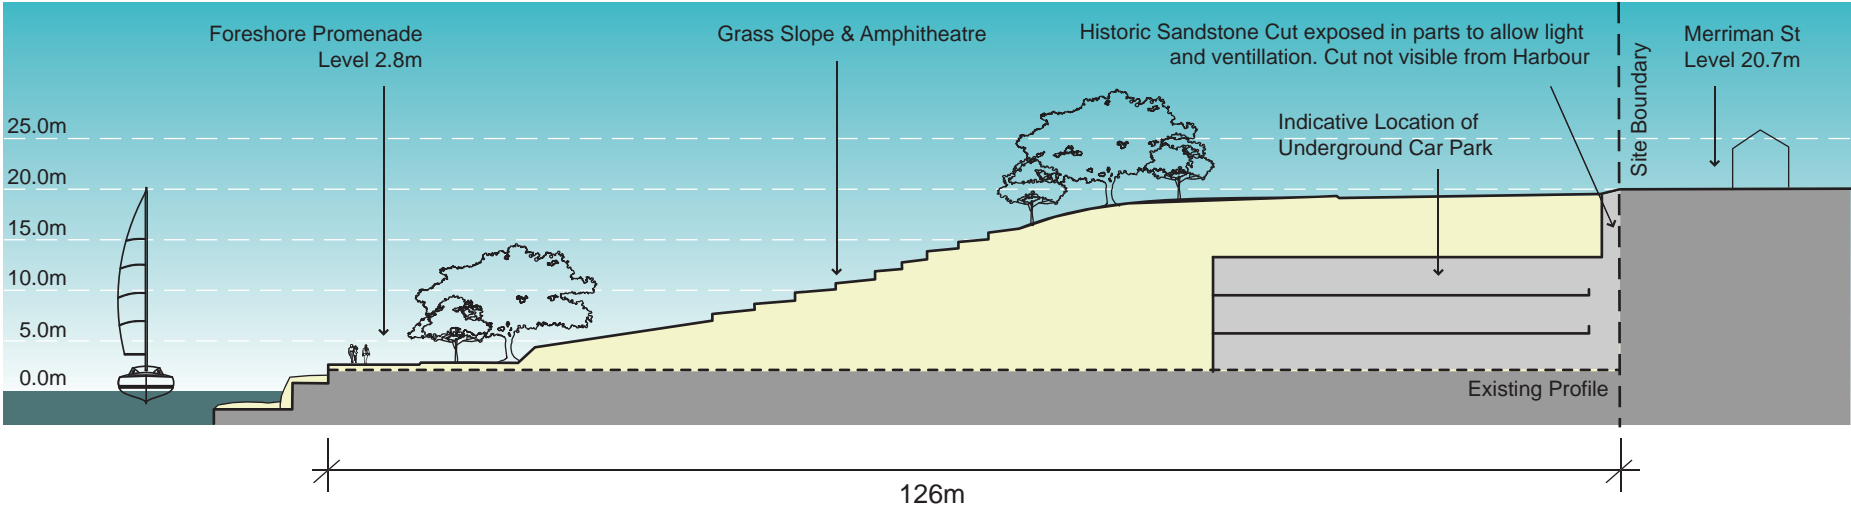 Foreshore Promenade
Level 2.8m
Grass Slope & Amphitheatre
Historic Sandstone Cut exposed in parts to allow light
and ventillation. Cut not visible from Harbour
Site Boundary
Merriman St
Level 20.7m
Indicative Location of
Underground Car Park
25.0m
20.0m
15.0m
10.0m
5.0m
0.0m
Existing Profile
126m